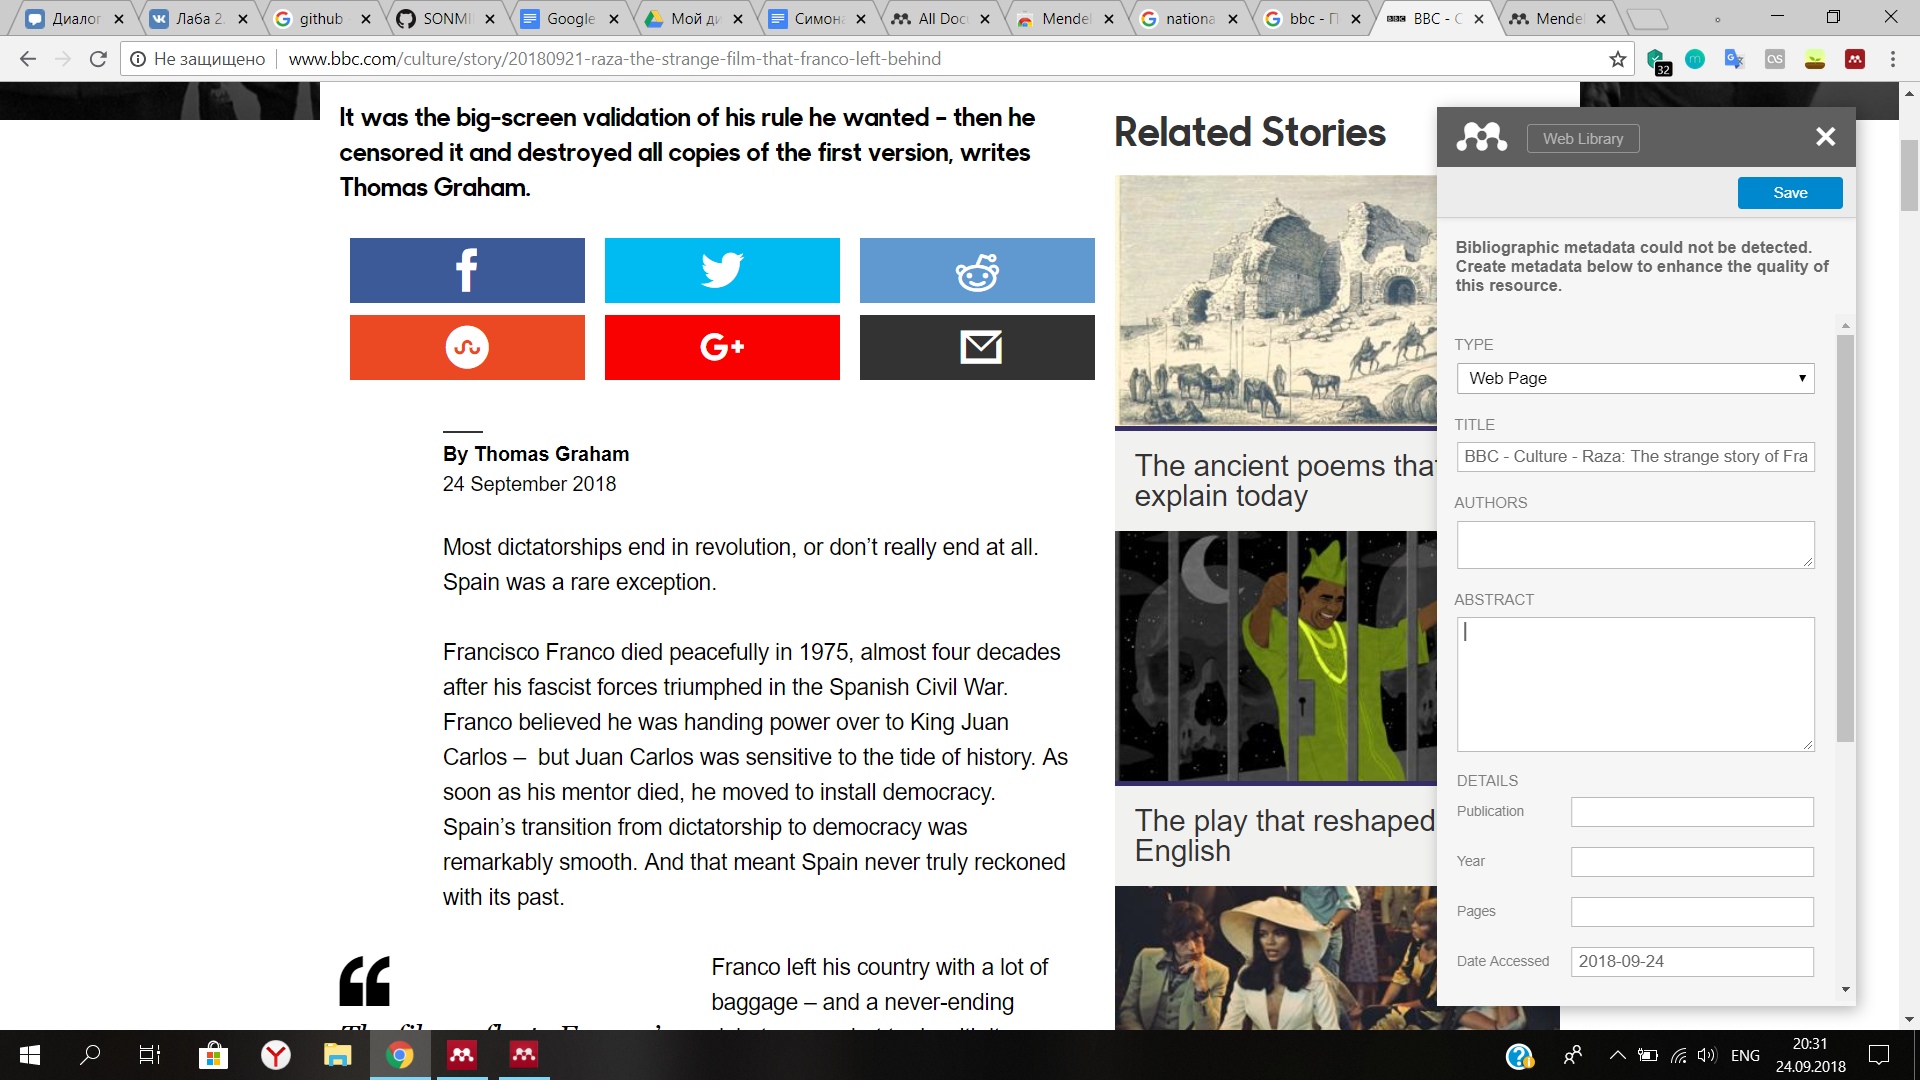 Диалог
Лаба 2.
github
SONMI
Google
Мой ди
Симона
All Docu
Mendel
nationa
bbc - П
BBC - C
Mendel
Не защищено
www.bbc.com/culture/story/20180921-raza-the-strange-film-that-franco-left-behind
32
It was the big-screen validation of his rule he wanted – then he
censored it and destroyed all copies of the first version, writes
Thomas Graham.
G+
By Thomas Graham
24 September 2018
Most dictatorships end in revolution, or don’t really end at all.
Spain was a rare exception.
Francisco Franco died peacefully in 1975, almost four decades
after his fascist forces triumphed in the Spanish Civil War.
Franco believed he was handing power over to King Juan
Carlos – but Juan Carlos was sensitive to the tide of history. As
soon as his mentor died, he moved to install democracy.
Spain’s transition from dictatorship to democracy was
remarkably smooth. And that meant Spain never truly reckoned
with its past.
Franco left his country with a lot of
baggage – and a never-ending
Related Stories
The ancient poems that
explain today
The play that reshaped
English
Web Library
Save
Bibliographic metadata could not be detected.
Create metadata below to enhance the quality of
this resource.
TYPE
Web Page
TITLE
BBC - Culture - Raza: The strange story of Fra
AUTHORS
ABSTRACT
DETAILS
Publication
Year
Pages
Date Accessed 2018-09-24
ENG
20:31
24.09.2018